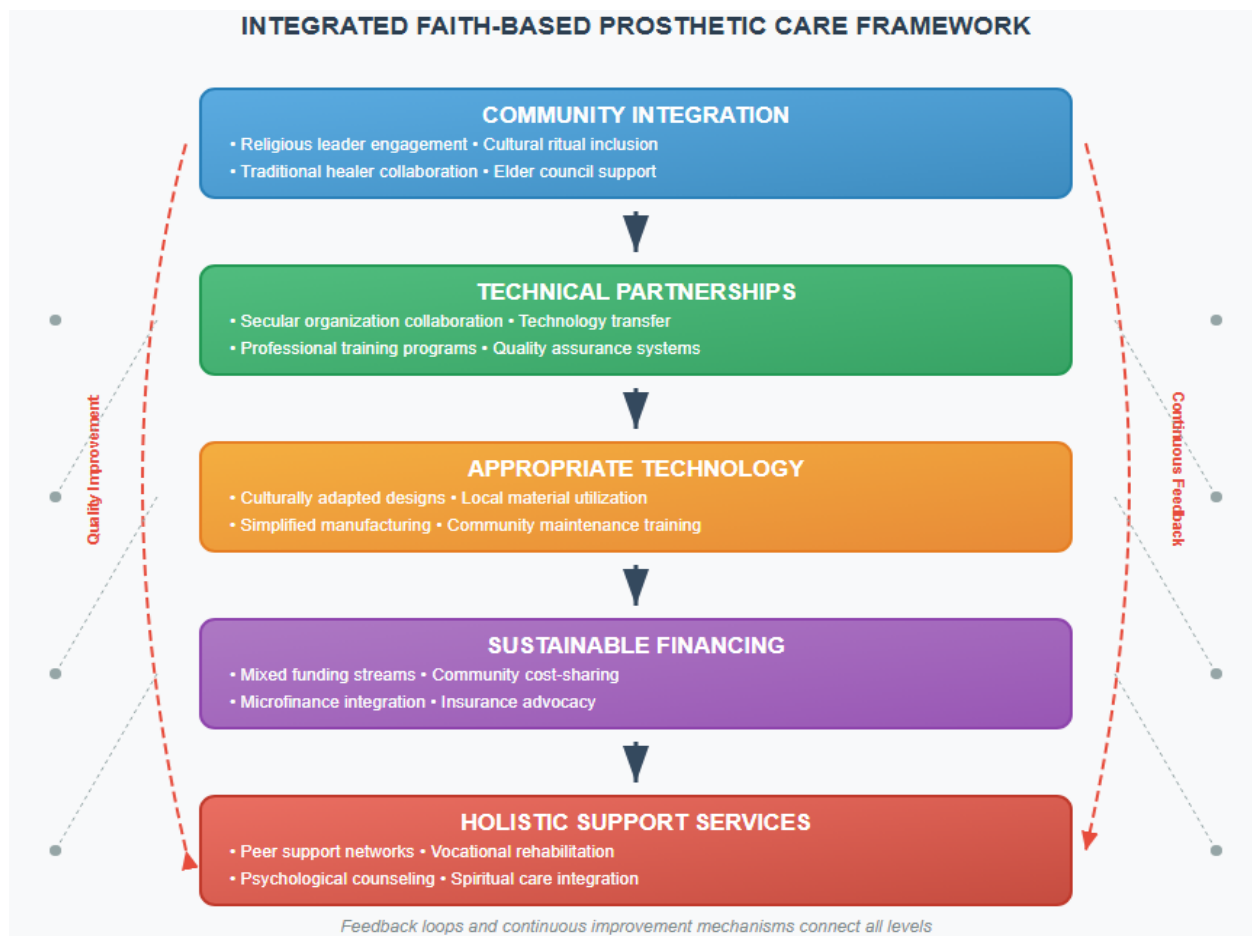 INTEGRATED FAITH-BASED PROSTHETIC CARE FRAMEWORK
COMMUNITY INTEGRATION
• Religious leader engagement • Cultural ritual inclusion
• Traditional healer collaboration • Elder council support
TECHNICAL PARTNERSHIPS
• Secular organization collaboration • Technology transfer
• Professional training programs • Quality assurance systems
Quality Improvement
Continuous Feedback
APPROPRIATE TECHNOLOGY
• Culturally adapted designs • Local material utilization
• Simplified manufacturing • Community maintenance training
SUSTAINABLE FINANCING
• Mixed funding streams • Community cost-sharing
• Microfinance integration • Insurance advocacy
HOLISTIC SUPPORT SERVICES
• Peer support networks • Vocational rehabilitation
• Psychological counseling • Spiritual care integration
Feedback loops and continuous improvement mechanisms connect all levels